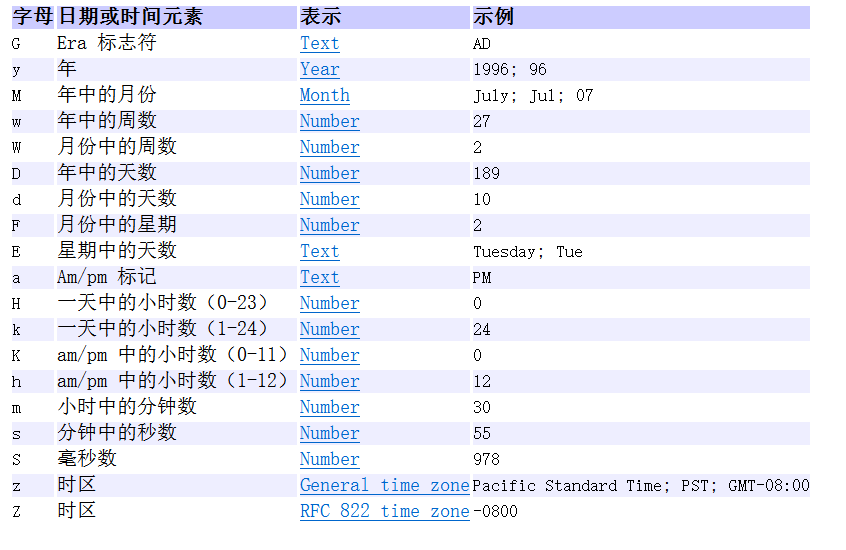 字母 日期或时间元素 表示 示例
G Era 标志符 Text AD
y 年 Year 1996; 96
M 年中的月份 Month July; Jul; 07
w 年中的周数 Number 27
W 月份中的周数 Number 2
D 年中的天数 Number 189
d 月份中的天数 Number 10
F 月份中的星期 Number 2
E 星期中的天数 Text Tuesday; Tue
a Am/pm 标记 Text PM
H 一天中的小时数（0-23） Number 0
k 一天中的小时数（1-24） Number 24
K am/pm 中的小时数（0-11） Number 0
h am/pm 中的小时数（1-12） Number 12
m 小时中的分钟数 Number 30
s 分钟中的秒数 Number 55
S 毫秒数 Number 978
z 时区 General time zone Pacific Standard Time; PST; GMT-08:00
Z 时区 RFC 822 time zone -0800